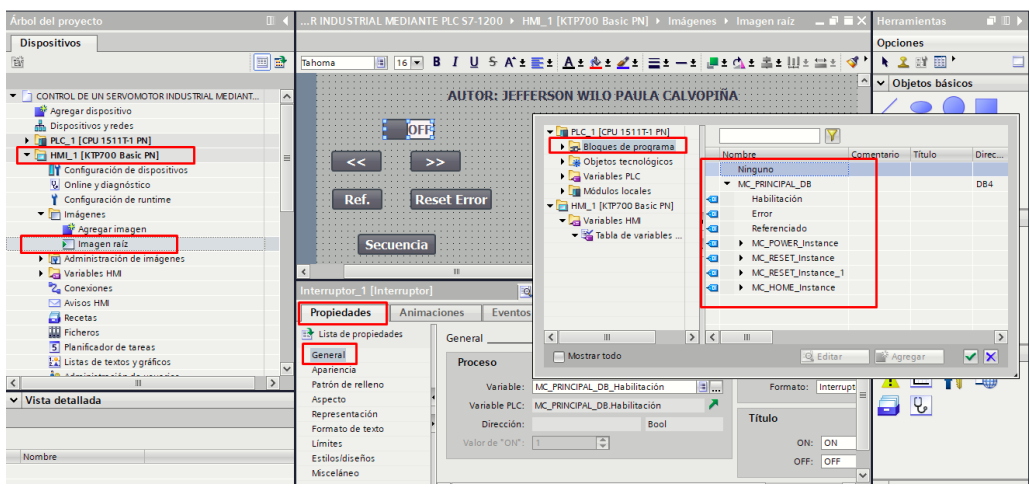 Árbol del proyecto
Dispositivos
CONTROL DE UN SERVOMOTOR INDUSTRIAL MEDIANT...
Agregar dispositivo
Dispositivos y redes
PLC_1 [CPU 1511T-1 PN]
HMI_1 [KTP700 Basic PN]
Configuración de dispositivos
Online y diagnóstico
Configuración de runtime
Imágenes
Agregar imagen
Imagen raíz
Administración de imágenes
Variables HMI
Conexiones
Avisos HMI
Recetas
Ficheros
Planificador de tareas
Listas de textos y gráficos
Administración de usuarios
Vista detallada
Nombre
...R INDUSTRIAL MEDIANTE PLC S7-1200 HMI_1 [KTP700 Basic PN] Imágenes Imagen raíz
Tahoma 16 B I U S A
AUTOR: JEFFERSON WILO PAULA CALVOPIÑA
OFF
<< >>
Ref. Reset Error
Secuencia
Interruptor_1 [Interruptor]
Propiedades Animaciones Eventos
Lista de propiedades
General
Apariencia
Patrón de relleno
Aspecto
Representación
Formato de texto
Límites
Estilos/diseños
Misceláneo
General
Proceso
Variable: MC_PRINCIPAL_DB_Habilitación ...
Variable PLC: MC_PRINCIPAL_DB.Habilitación
Dirección: Bool
Valor de "ON": 1
Formato: Interrupt
Título
ON: ON
OFF: OFF
PLC_1 [CPU 1511T-1 PN]
Bloques de programa
Objetos tecnológicos
Variables PLC
Módulos locales
HMI_1 [KTP700 Basic PN]
Variables HMI
Tabla de variables ...
Nombre Comentario Título Direc...
Ninguno
MC_PRINCIPAL_DB DB4
Habilitación
Error
Referenciado
MC_POWER_Instance
MC_RESET_Instance
MC_RESET_Instance_1
MC_HOME_Instance
Mostrar todo Editar Agregar
Herramientas
Opciones
Objetos básicos